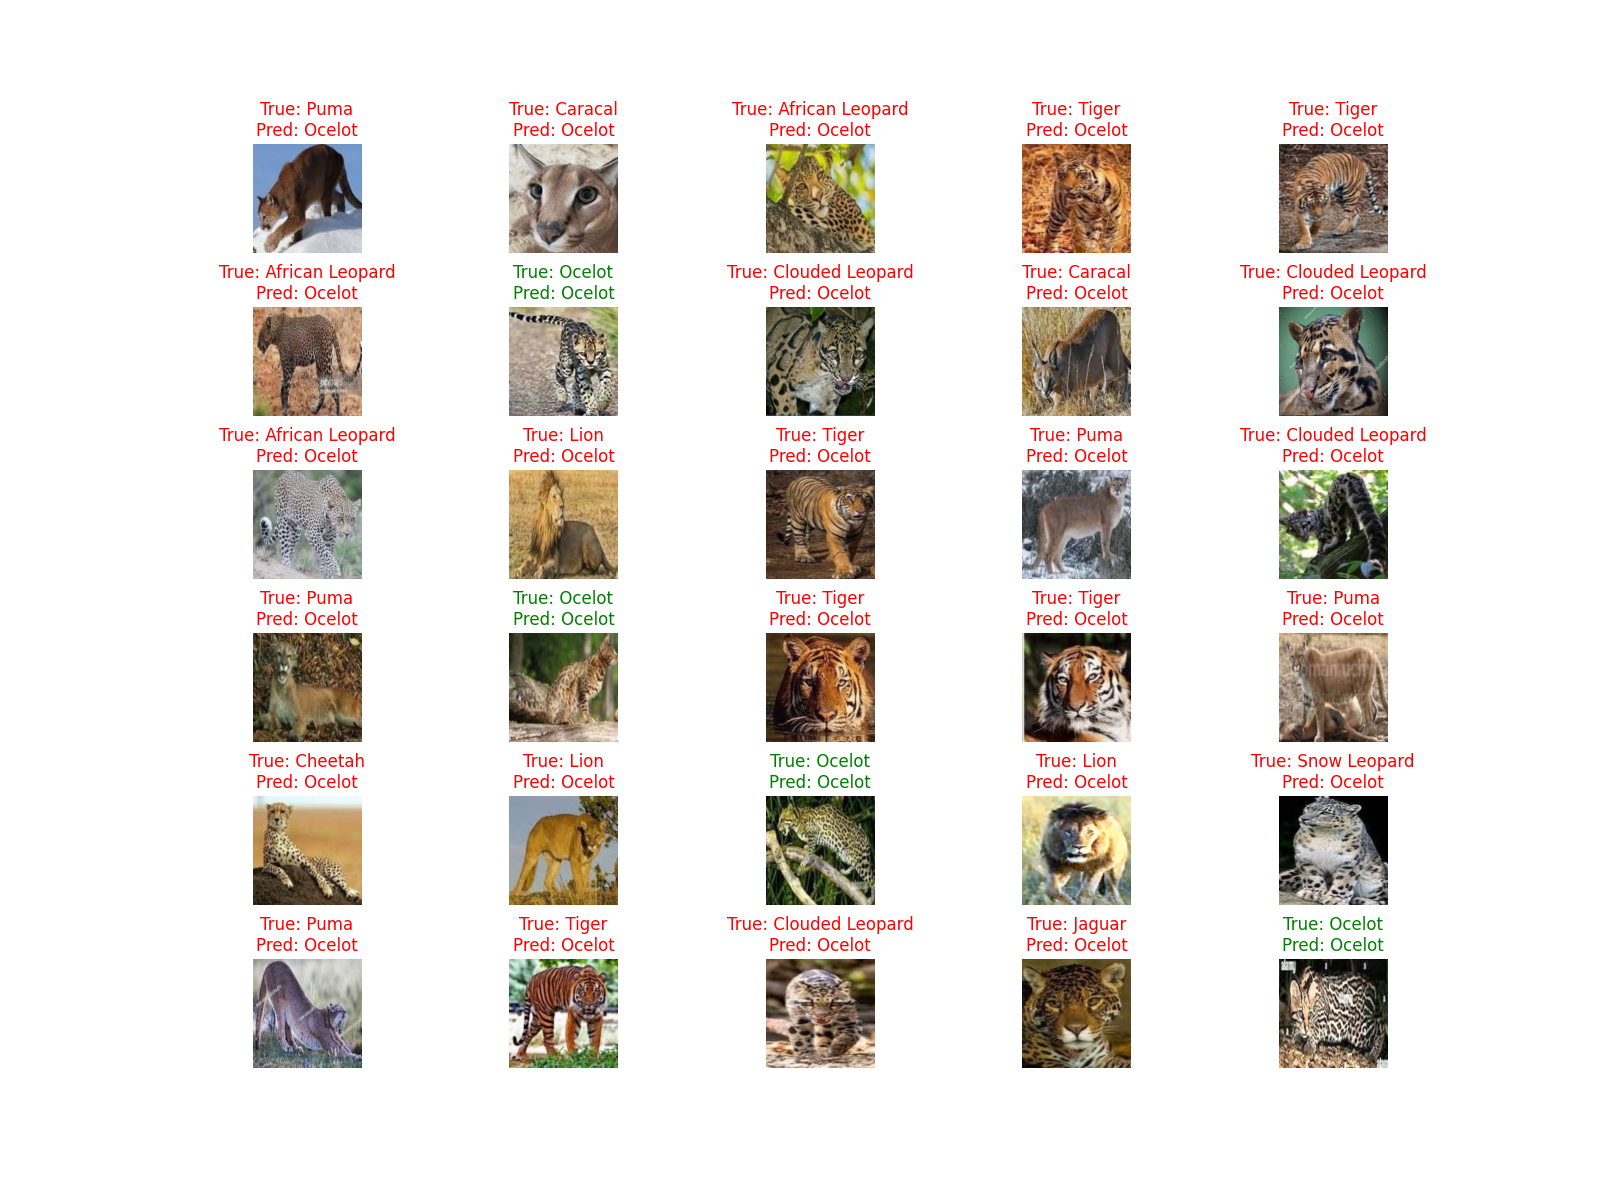 True: Puma
Pred: Ocelot
True: Caracal
Pred: Ocelot
True: African Leopard
Pred: Ocelot
True: Tiger
Pred: Ocelot
True: Tiger
Pred: Ocelot
True: African Leopard
Pred: Ocelot
True: Ocelot
Pred: Ocelot
True: Clouded Leopard
Pred: Ocelot
True: Caracal
Pred: Ocelot
True: Clouded Leopard
Pred: Ocelot
True: African Leopard
Pred: Ocelot
True: Lion
Pred: Ocelot
True: Tiger
Pred: Ocelot
True: Puma
Pred: Ocelot
True: Clouded Leopard
Pred: Ocelot
True: Puma
Pred: Ocelot
True: Ocelot
Pred: Ocelot
True: Tiger
Pred: Ocelot
True: Tiger
Pred: Ocelot
True: Puma
Pred: Ocelot
True: Cheetah
Pred: Ocelot
True: Lion
Pred: Ocelot
True: Ocelot
Pred: Ocelot
True: Lion
Pred: Ocelot
True: Snow Leopard
Pred: Ocelot
True: Puma
Pred: Ocelot
True: Tiger
Pred: Ocelot
True: Clouded Leopard
Pred: Ocelot
True: Jaguar
Pred: Ocelot
True: Ocelot
Pred: Ocelot